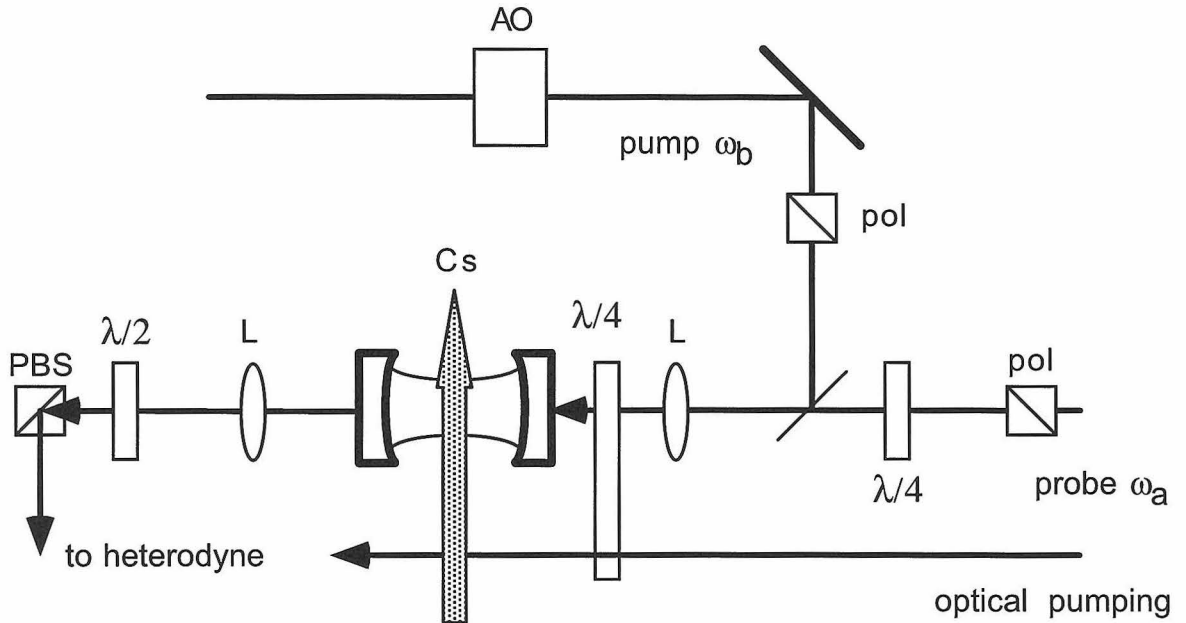 AO
pump ωb
pol
Cs
λ/2
L
λ/4
L
PBS
pol
λ/4
probe ωa
to heterodyne
optical pumping